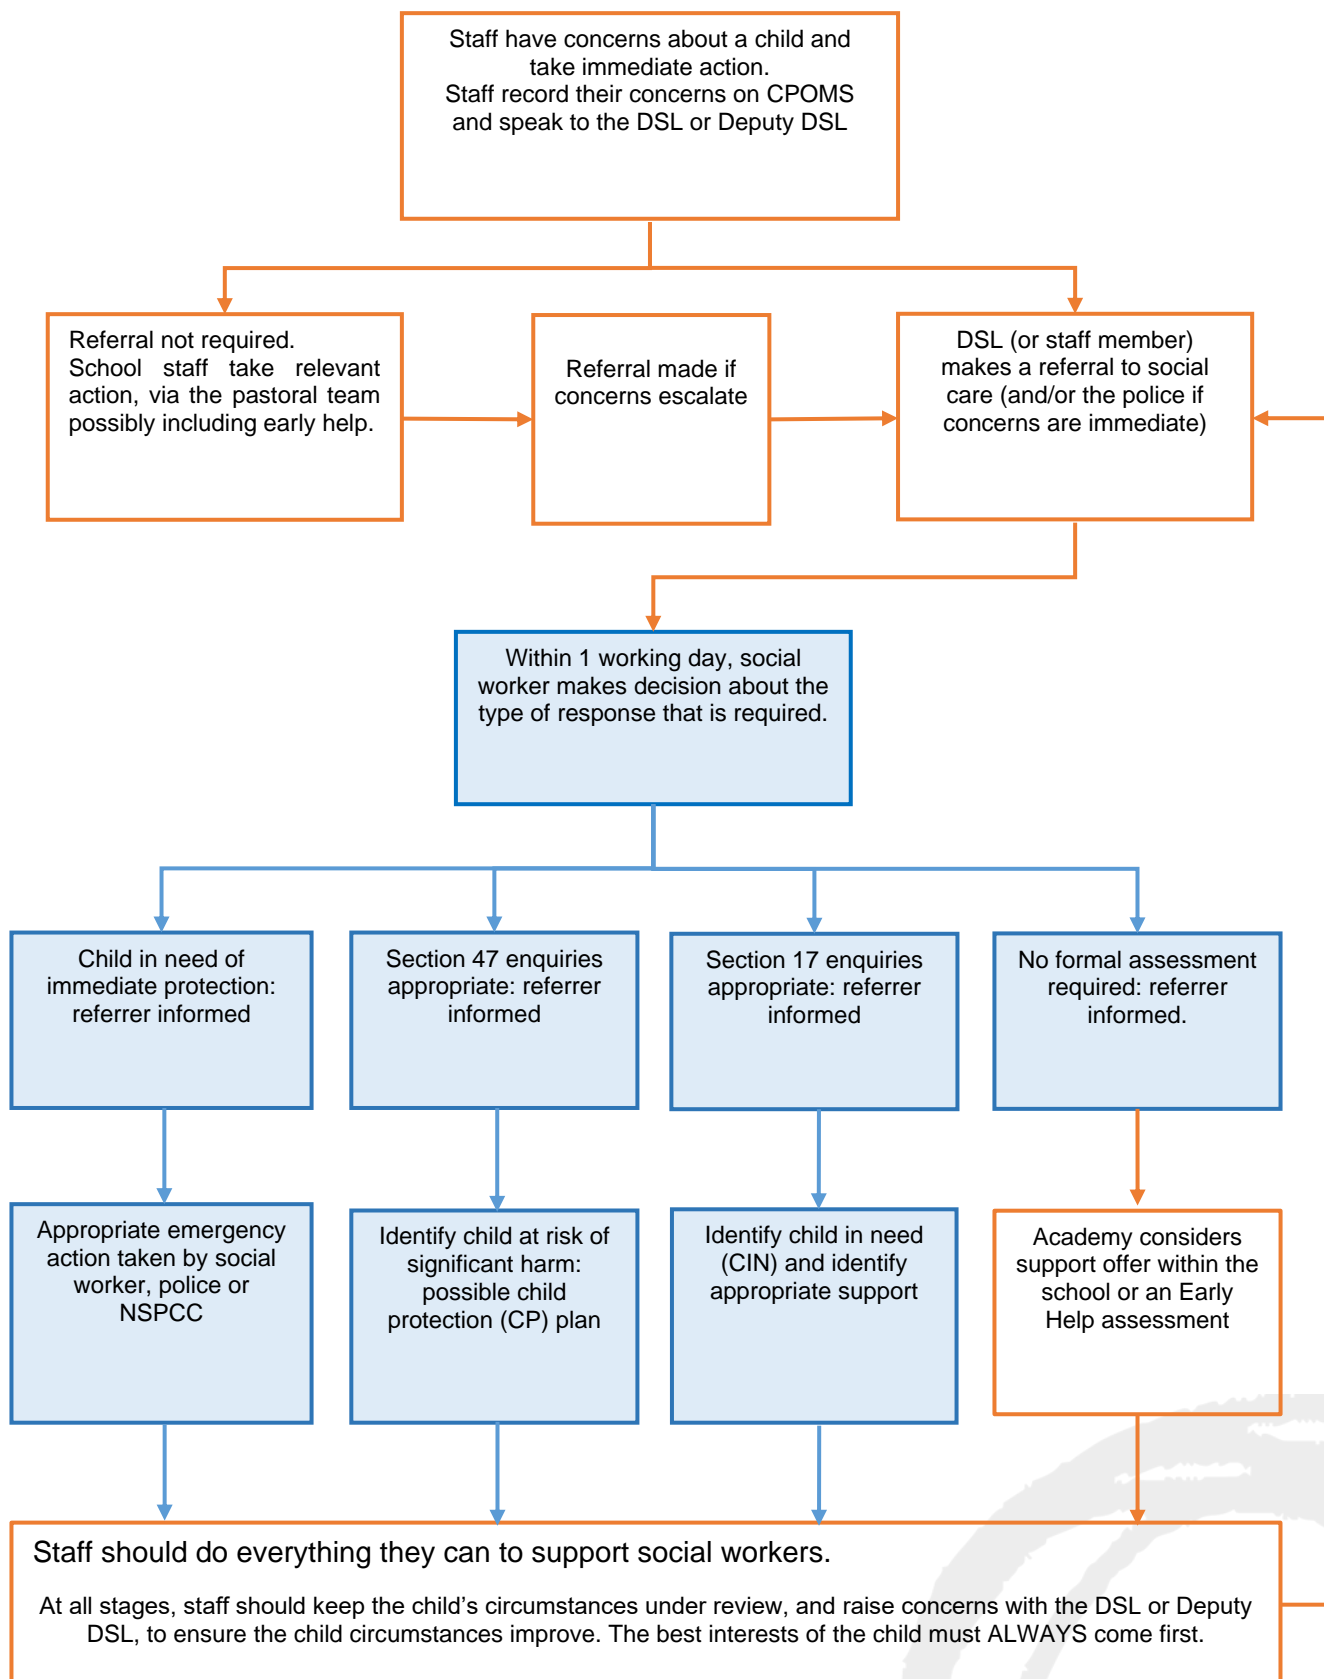 Staff have concerns about a child and
take immediate action.
Staff record their concerns on CPOMS
and speak to the DSL or Deputy DSL
Referral not required.
School staff take relevant
action, via the pastoral team
possibly including early help.
Referral made if
concerns escalate
DSL (or staff member)
makes a referral to social
care (and/or the police if
concerns are immediate)
Within 1 working day, social
worker makes decision about the
type of response that is required.
Child in need of
immediate protection:
referrer informed
Section 47 enquiries
appropriate: referrer
informed
Section 17 enquiries
appropriate: referrer
informed
No formal assessment
required: referrer
informed.
Appropriate emergency
action taken by social
worker, police or
NSPCC
Identify child at risk of
significant harm:
possible child
protection (CP) plan
Identify child in need
(CIN) and identify
appropriate support
Academy considers
support offer within the
school or an Early
Help assessment
Staff should do everything they can to support social workers.
At all stages, staff should keep the child’s circumstances under review, and raise concerns with the DSL or Deputy
DSL, to ensure the child circumstances improve. The best interests of the child must ALWAYS come first.